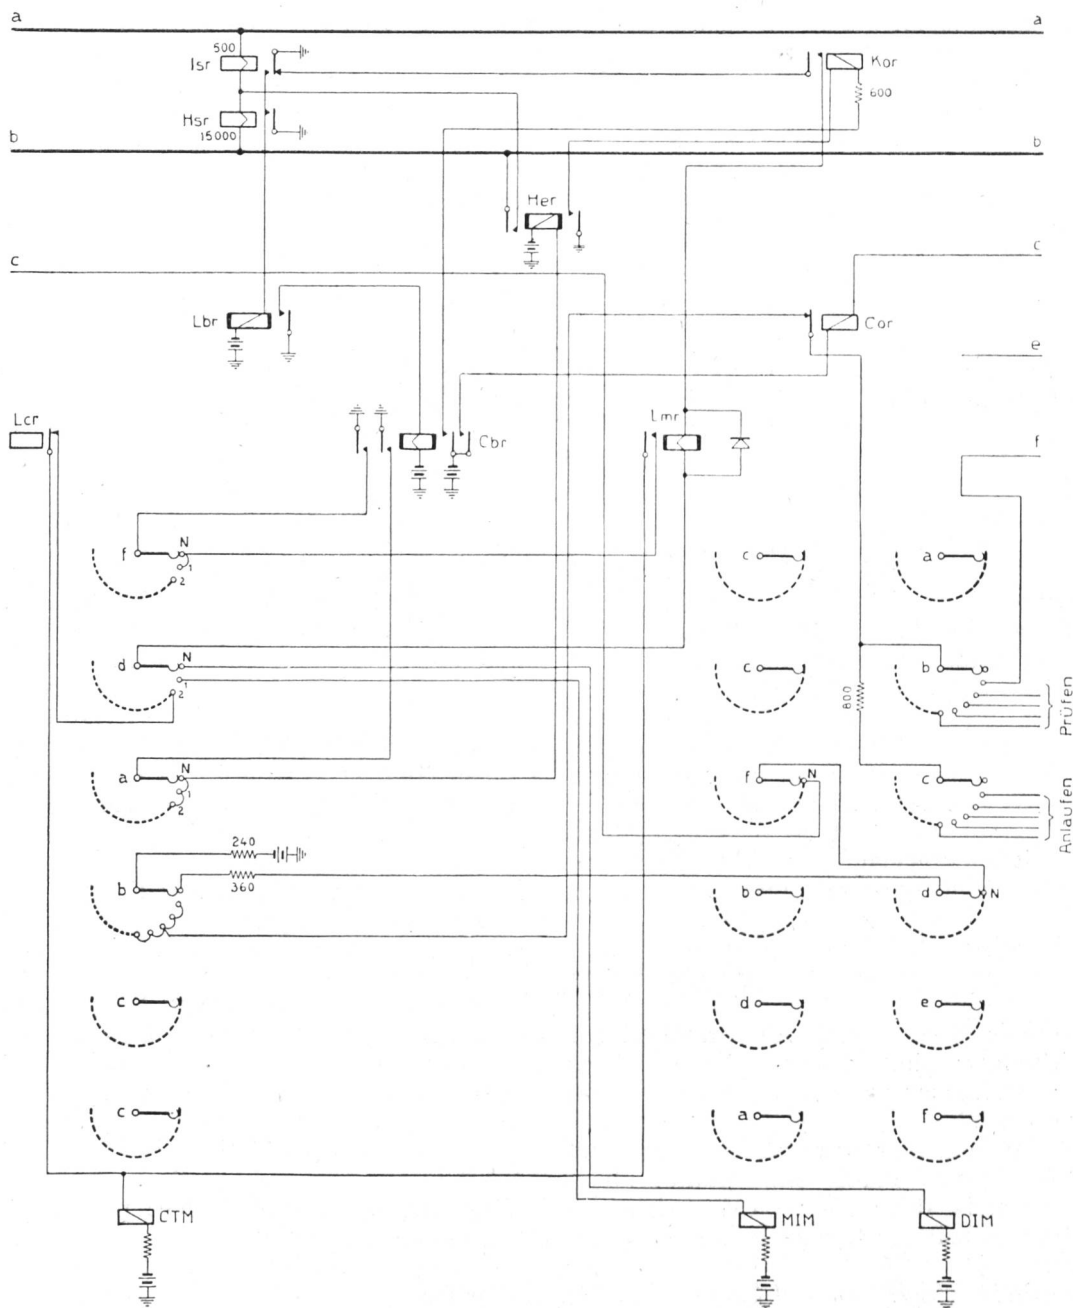 a a
500
Isr Kor
600
Hsr
15000
b b
Her
c c
Lbr Cor
e
Lcr Cbr Lmr
f
f N 1 2 c a
d N 1 2 c 800 b Prüfen
a N 1 2 f N c Anlaufen
240
b 360 b d N
c d e
c a f
CTM MIM DIM